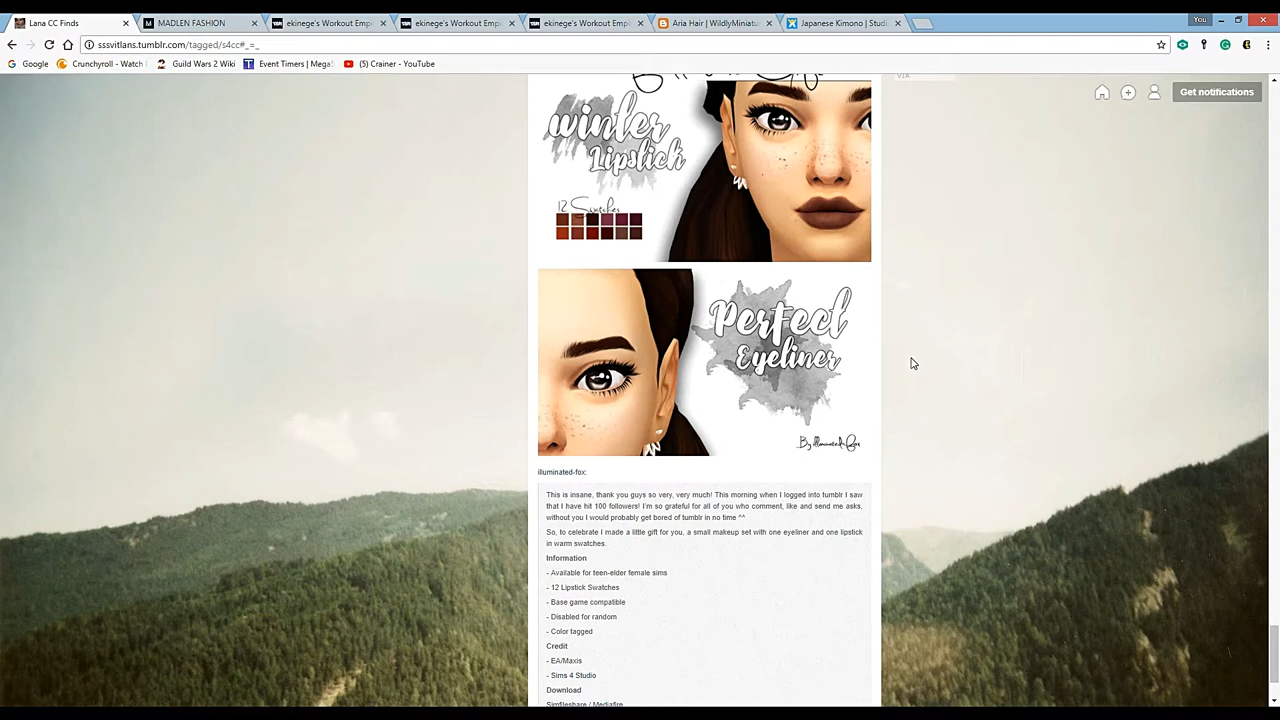 Lana CC Finds
MADLEN FASHION
ekinege's Workout Emp
ekinege's Workout Emp
ekinege's Workout Emp
Aria Hair | WildlyMiniatu
Japanese Kimono | Studi
You
sssvitlans.tumblr.com/tagged/s4cc#_=_
Google
Crunchyroll - Watch
Guild Wars 2 Wiki
Event Timers | Mega
(5) Crainer - YouTube
VIA
Get notifications
winter
Lipstick
12 Swatches
Perfect
Eyeliner
By illuminated-fox
illuminated-fox:
This is insane, thank you guys so very, very much! This morning when I logged into tumblr I saw
that I have hit 100 followers! I'm so grateful for all of you who comment, like and send me asks,
without you I would probably get bored of tumblr in no time ^^
So, to celebrate I made a little gift for you, a small makeup set with one eyeliner and one lipstick
in warm swatches.
Information
- Available for teen-elder female sims
- 12 Lipstick Swatches
- Base game compatible
- Disabled for random
- Color tagged
Credit
- EA/Maxis
- Sims 4 Studio
Download
Simfileshare / Mediafire